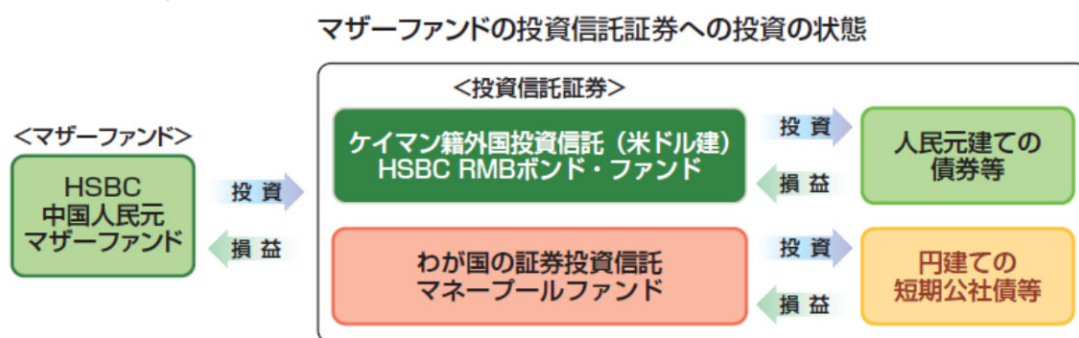 マザーファンドの投資信託証券への投資の状態
＜投資信託証券＞
＜マザーファンド＞
HSBC
中国人民元
マザーファンド
投 資
損 益
ケイマン籍外国投資信託（米ドル建）
HSBC RMBボンド・ファンド
投 資
損 益
人民元建ての
債券等
わが国の証券投資信託
マネープールファンド
投 資
損 益
円建ての
短期公社債等